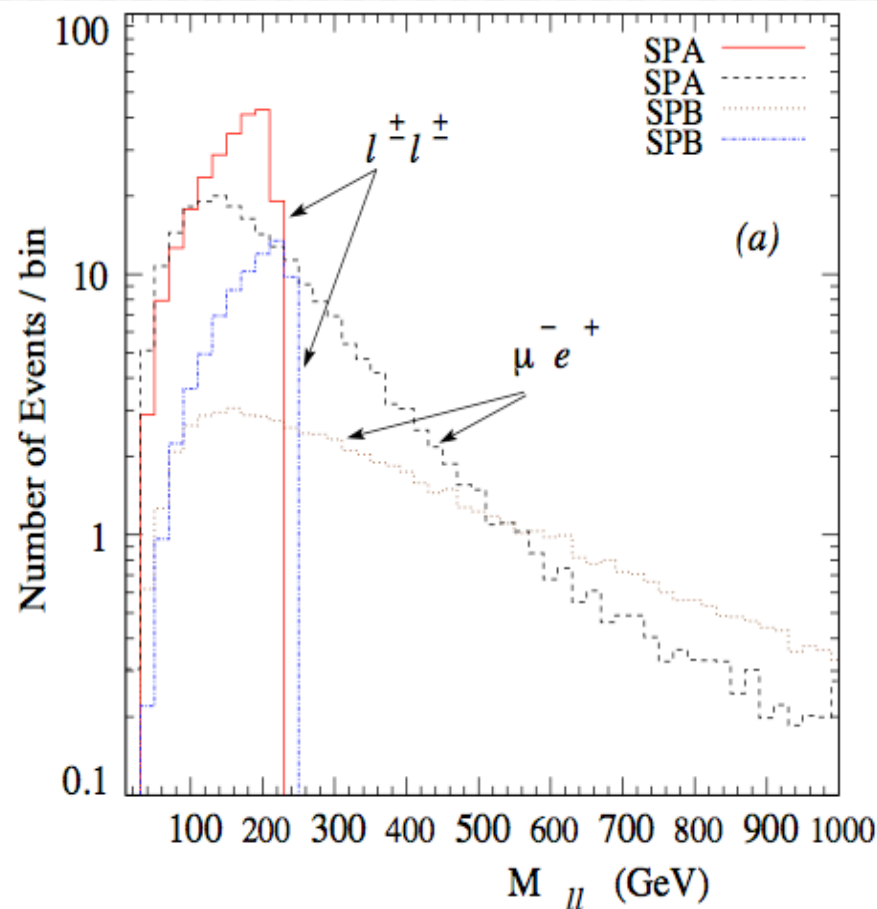 100
10
1
0.1
Number of Events / bin
SPA
SPA
SPB
SPB
l ± l ±
(a)
μ⁻ e⁺
100 200 300 400 500 600 700 800 900 1000
M ll (GeV)